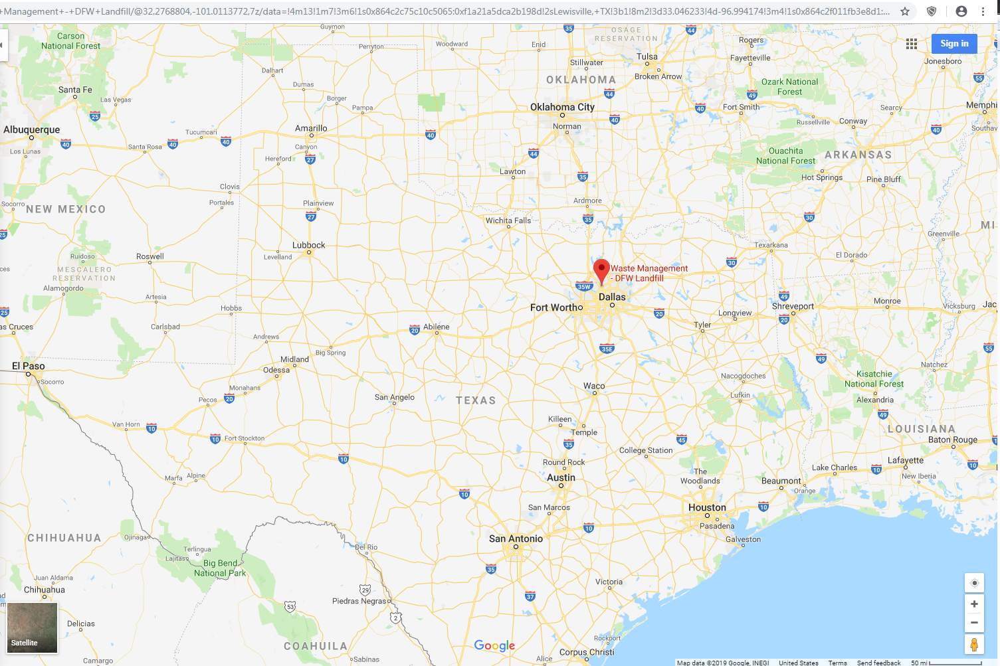 Management+-+DFW+Landfill/@32.2768804,-101.0113772,7z/data=!4m13!1m7!3m6!1s0x864c2c75c10c5065:0xf1a21a5dca2b198d!2sLewisville,+TX!3b1!8m2!3d33.046233!4d-96.994174!3m4!1s0x864c2f011fb3e8d1:...
Sign in
Carson
National Forest
Guymon
Perryton
Woodward
Enid
35
OSAGE
RESERVATION
44
Rogers
Fayetteville
Jonesboro
Stillwater
Tulsa
Broken Arrow
Dalhart
Dumas
Borger
Pampa
OKLAHOMA
44
Ozark National
Forest
49
55
Santa Fe
Las Vegas
25
Oklahoma City
Norman
40
40
Fort Smith
Searcy
Memphi
Russellville
Conway
40
Southav
Albuquerque
Los Lunas
40
Santa Rosa
40
Tucumcari
40
Amarillo
Canyon
27
Hereford
40
44
Ouachita
National Forest
ARKANSAS
Hot Springs
Pine Bluff
Lawton
35
Clovis
Portales
Plainview
27
Ardmore
35
Wichita Falls
30
Socorro
NEW MEXICO
25
MI
Greenville
Ruidoso
MESCALERO
RESERVATION
Roswell
Lubbock
Levelland
Texarkana
30
El Dorado
ces
Alamogordo
Artesia
Hobbs
Waste Management
- DFW Landfill
35W
Dallas
Fort Worth
20
49
Shreveport
20
Longview
Tyler
Monroe
Vicksburg
Jac
25
as Cruces
Carlsbad
Andrews
Big Spring
20
Abilene
35E
49
55
El Paso
Socorro
Midland
Odessa
Monahans
20
Pecos
San Angelo
TEXAS
Waco
Nacogdoches
Lufkin
Kisatchie
National Forest
Natchez
Alexandria
49
Van Horn
10
10
Fort Stockton
10
Killeen
Temple
35
45
College Station
LOUISIANA
Baton Rouge
Marfa
Alpine
10
Round Rock
Austin
San Marcos
The
Woodlands
Beaumont
Orange
Lake Charles
10
Lafayette
New Iberia
10
Houston
Pasadena
10
Galveston
CHIHUAHUA
Ojinaga
Terlingua
Lajitas
Big Bend
National Park
Del Rio
San Antonio
10
35
37
Victoria
Juan Aldama
Chihuahua
29
Piedras Negras
53
2
Satellite
Delicias
COAHUILA
Google
Rockport
Corpus Christi
Camargo
Sabinas
Alice
Map data ©2019 Google, INEGI United States Terms Send feedback 50 mi